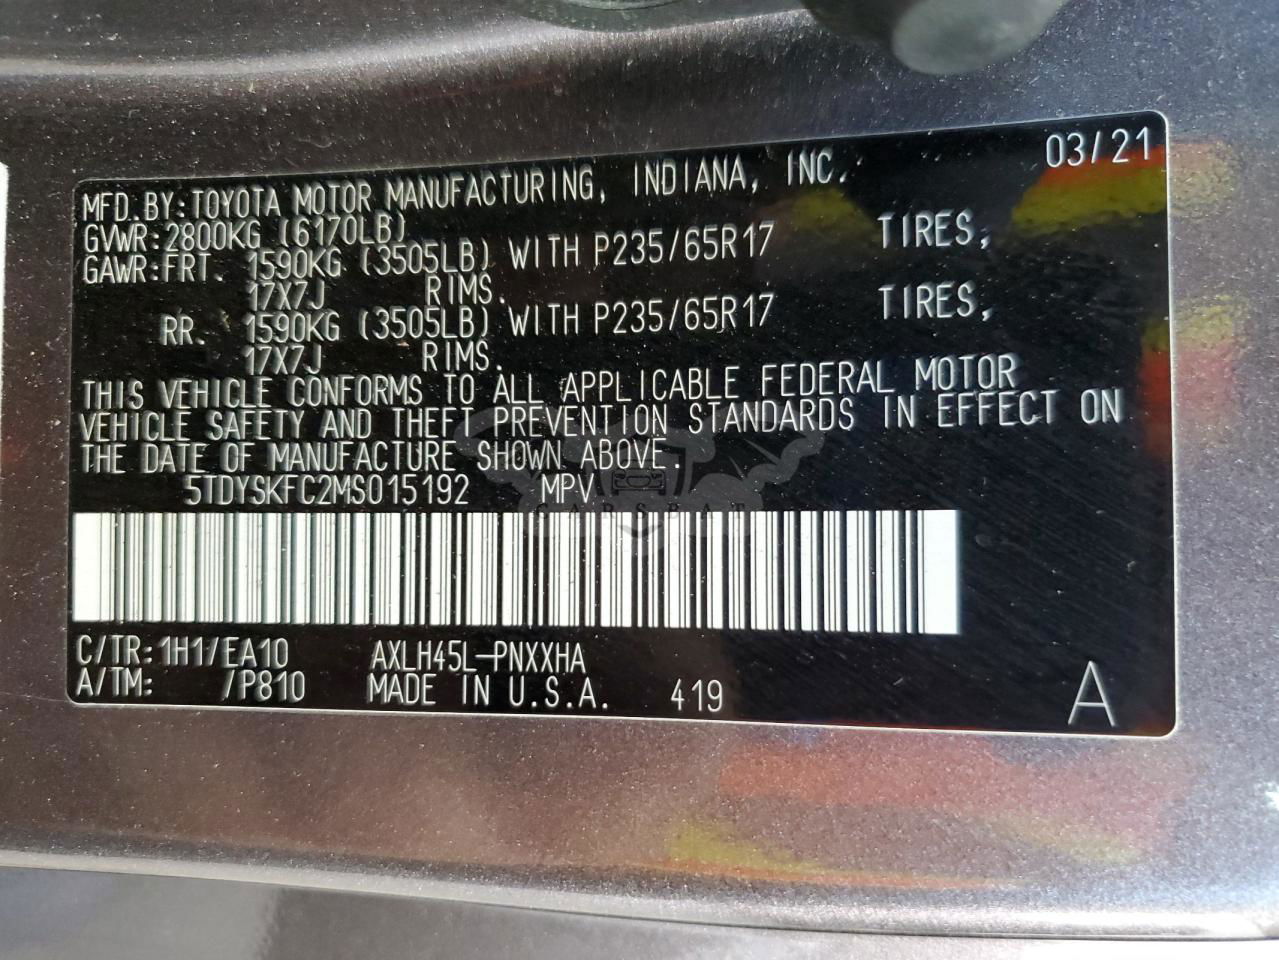 03/21
MFD.BY:TOYOTA MOTOR MANUFACTURING, INDIANA, INC.
GVWR:2800KG (6170LB)
GAWR:FRT. 1590KG (3505LB) WITH P235/65R17 TIRES,
17X7J RIMS.
RR. 1590KG (3505LB) WITH P235/65R17 TIRES,
17X7J RIMS.
THIS VEHICLE CONFORMS TO ALL APPLICABLE FEDERAL MOTOR
VEHICLE SAFETY AND THEFT PREVENTION STANDARDS IN EFFECT ON
THE DATE OF MANUFACTURE SHOWN ABOVE.
5TDYSKFC2MS015192 MPV
CARSBAT
C/TR:1H1/EA10 AXLH45L-PNXXHA
A/TM: /P810 MADE IN U.S.A. 419
A